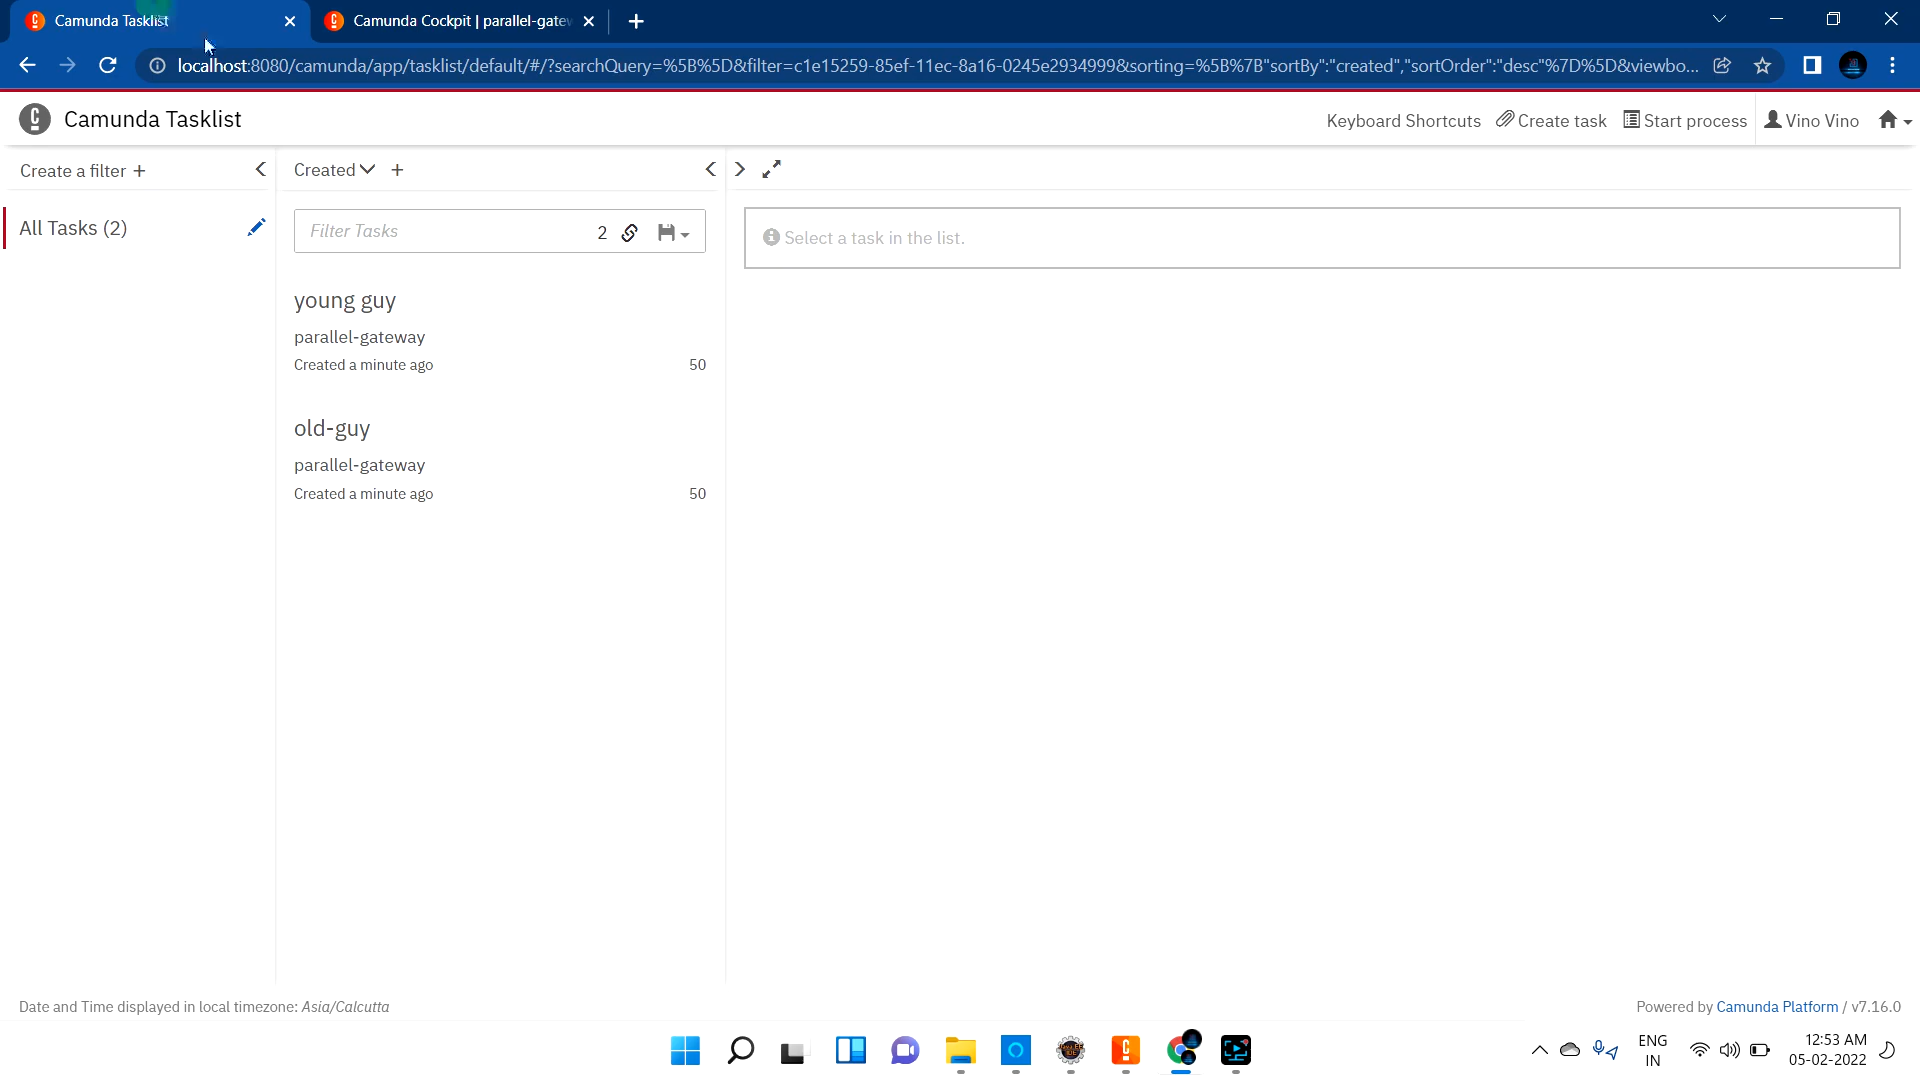 Camunda Tasklist
Camunda Cockpit | parallel-gatew
localhost:8080/camunda/app/tasklist/default/#/?searchQuery=%5B%5D&filter=c1e15259-85ef-11ec-8a16-0245e2934999&sorting=%5B%7B"sortBy":"created","sortOrder":"desc"%7D%5D&viewbo...
Camunda Tasklist
Keyboard Shortcuts
Create task
Start process
Vino Vino
Create a filter +
Created
+
All Tasks (2)
Filter Tasks
2
Select a task in the list.
young guy
parallel-gateway
Created a minute ago
50
old-guy
parallel-gateway
Created a minute ago
50
Date and Time displayed in local timezone: Asia/Calcutta
Powered by Camunda Platform / v7.16.0
ENG
IN
12:53 AM
05-02-2022